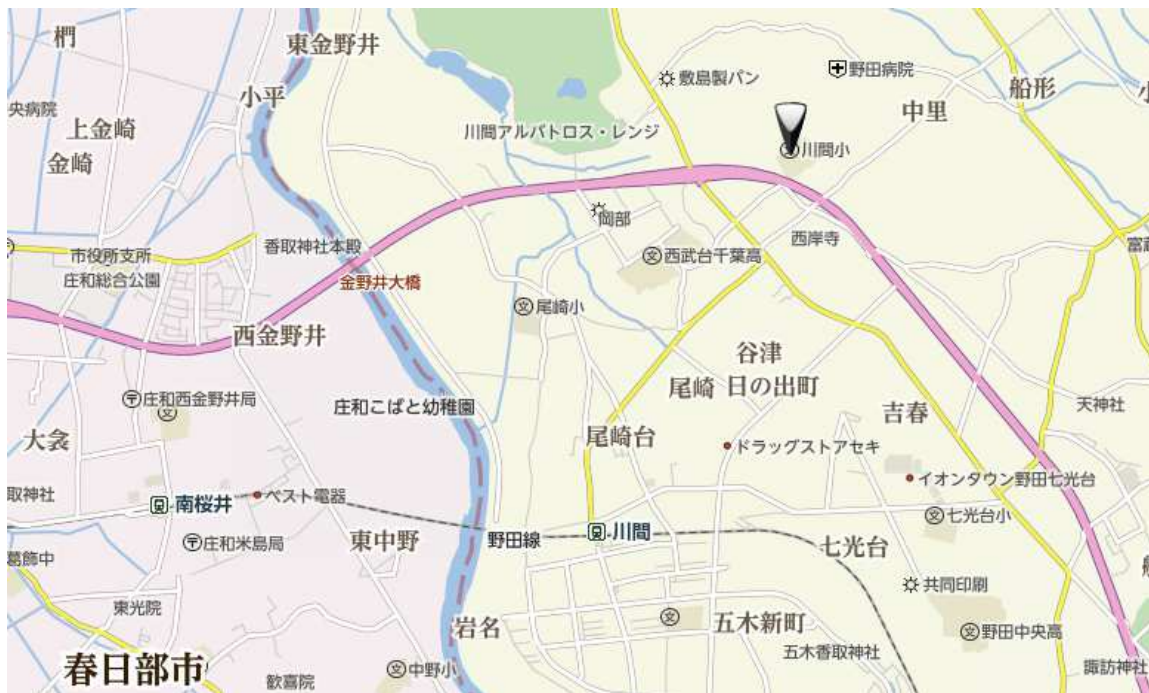 東金野井
椚
敷島製パン
野田病院
船形
小平
央病院
中里
上金崎
川間アルバトロス・レンジ
金崎
川間小
岡部
西岸寺
市役所支所
香取神社本殿
西武台千葉高
庄和総合公園
金野井大橋
尾崎小
西金野井
谷津
尾崎
日の出町
庄和西金野井局
庄和こばと幼稚園
天神社
吉春
大衾
尾崎台
ドラッグストアセキ
イオンタウン野田七光台
取神社
ベスト電器
南桜井
七光台小
川間
野田線
東中野
庄和米島局
七光台
葛飾中
共同印刷
東光院
岩名
五木新町
野田中央高
五木香取神社
春日部市
中野小
諏訪神社
歓喜院